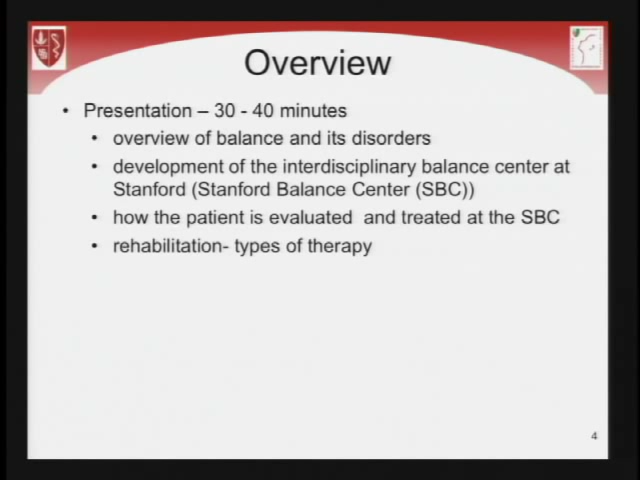 Overview
• Presentation – 30 - 40 minutes
• overview of balance and its disorders
• development of the interdisciplinary balance center at
Stanford (Stanford Balance Center (SBC))
• how the patient is evaluated  and treated at the SBC
• rehabilitation- types of therapy
4